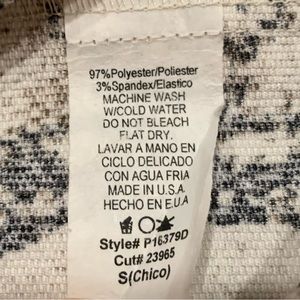 97%Polyester/Poliester
3%Spandex/Elastico
MACHINE WASH
W/COLD WATER
DO NOT BLEACH
FLAT DRY.
LAVAR A MANO EN
CICLO DELICADO
CON AGUA FRIA
MADE IN U.S.A
HECHO EN E.U.A
Style# P16379D
Cut# 23965
S(Chico)